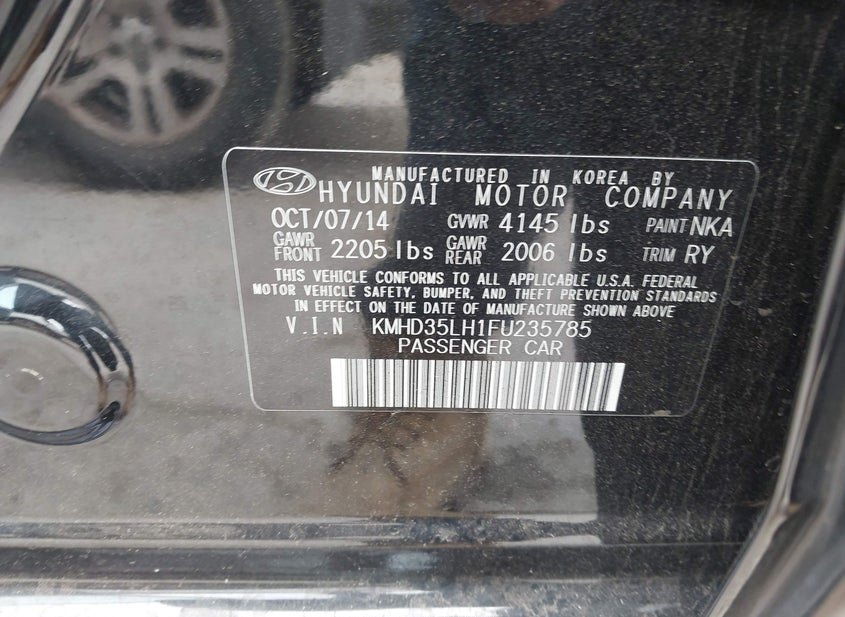 MANUFACTURED IN KOREA BY
HYUNDAI MOTOR COMPANY
OCT/07/14 GVWR 4145 lbs PAINT NKA
GAWR FRONT 2205 lbs GAWR REAR 2006 lbs TRIM RY
THIS VEHICLE CONFORMS TO ALL APPLICABLE U.S.A. FEDERAL
MOTOR VEHICLE SAFETY, BUMPER, AND THEFT PREVENTION STANDARDS
IN EFFECT ON THE DATE OF MANUFACTURE SHOWN ABOVE
V.I.N KMHD35LH1FU235785
PASSENGER CAR